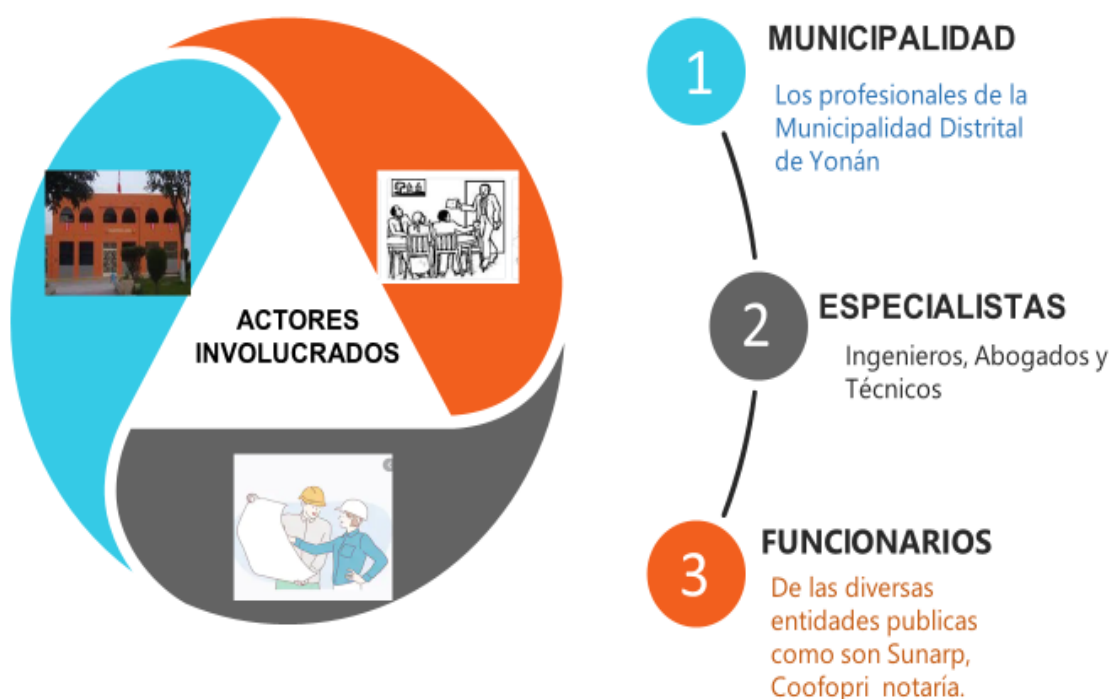 ACTORES
INVOLUCRADOS
1
MUNICIPALIDAD
Los profesionales de la
Municipalidad Distrital
de Yonán
2
ESPECIALISTAS
Ingenieros, Abogados y
Técnicos
3
FUNCIONARIOS
De las diversas
entidades publicas
como son Sunarp,
Coofopri notaría.